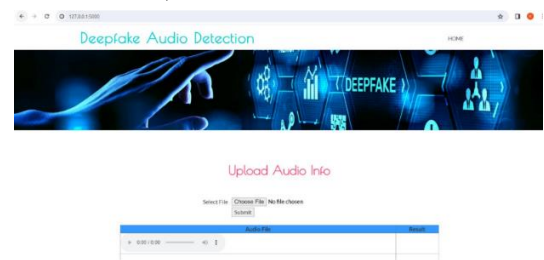 127.0.0.1:5000
Deepfake Audio Detection
HOME
DEEPFAKE
Upload Audio Info
Select File Choose File No file chosen
Submit
Audio File Result
0:00 / 0:00